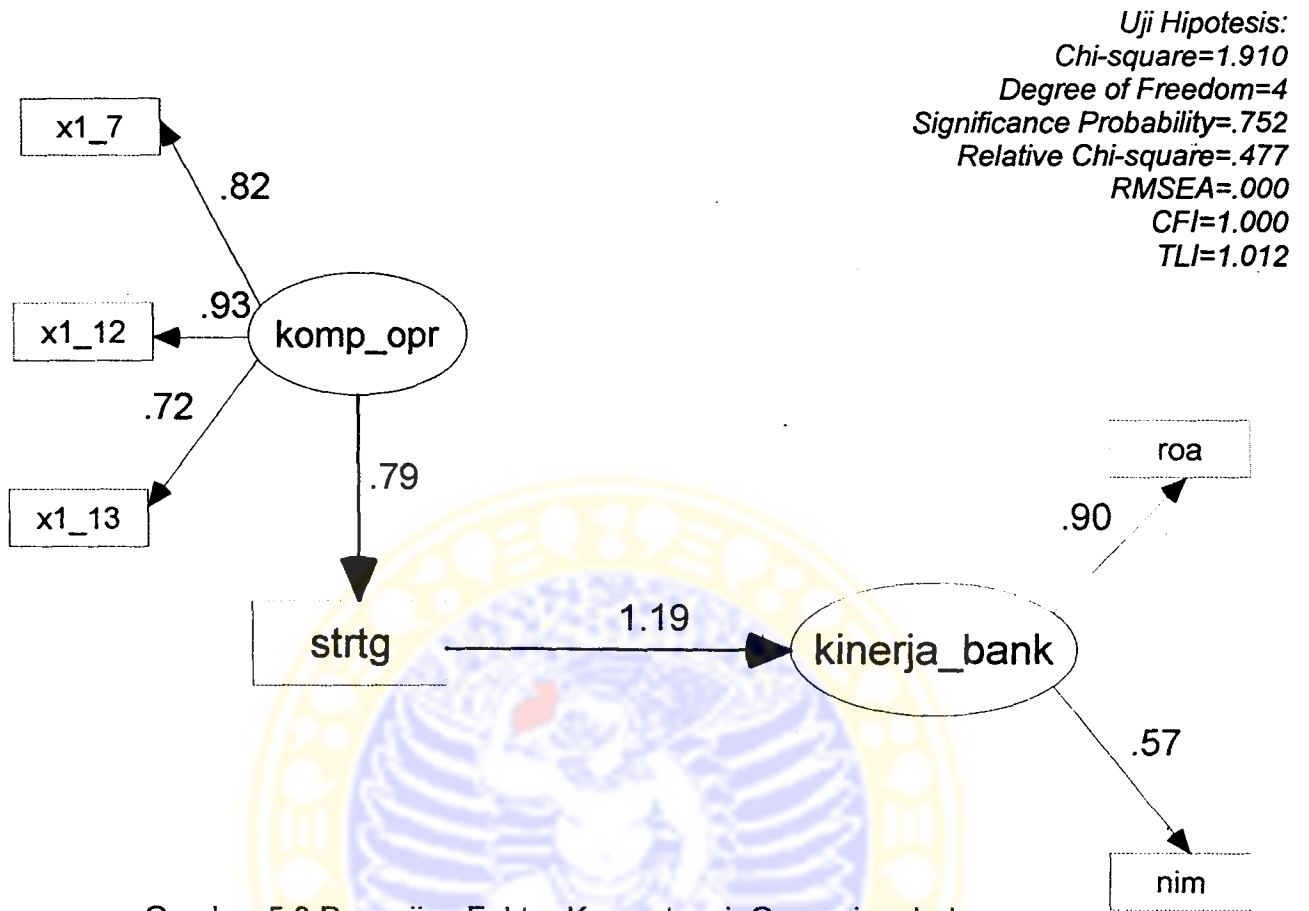 Uji Hipotesis:
Chi-square=1.910
Degree of Freedom=4
Significance Probability=.752
Relative Chi-square=.477
RMSEA=.000
CFI=1.000
TLI=1.012
x1_7
.82
x1_12
.93
komp_opr
.72
x1_13
.79
roa
.90
strtg
1.19
kinerja_bank
.57
nim